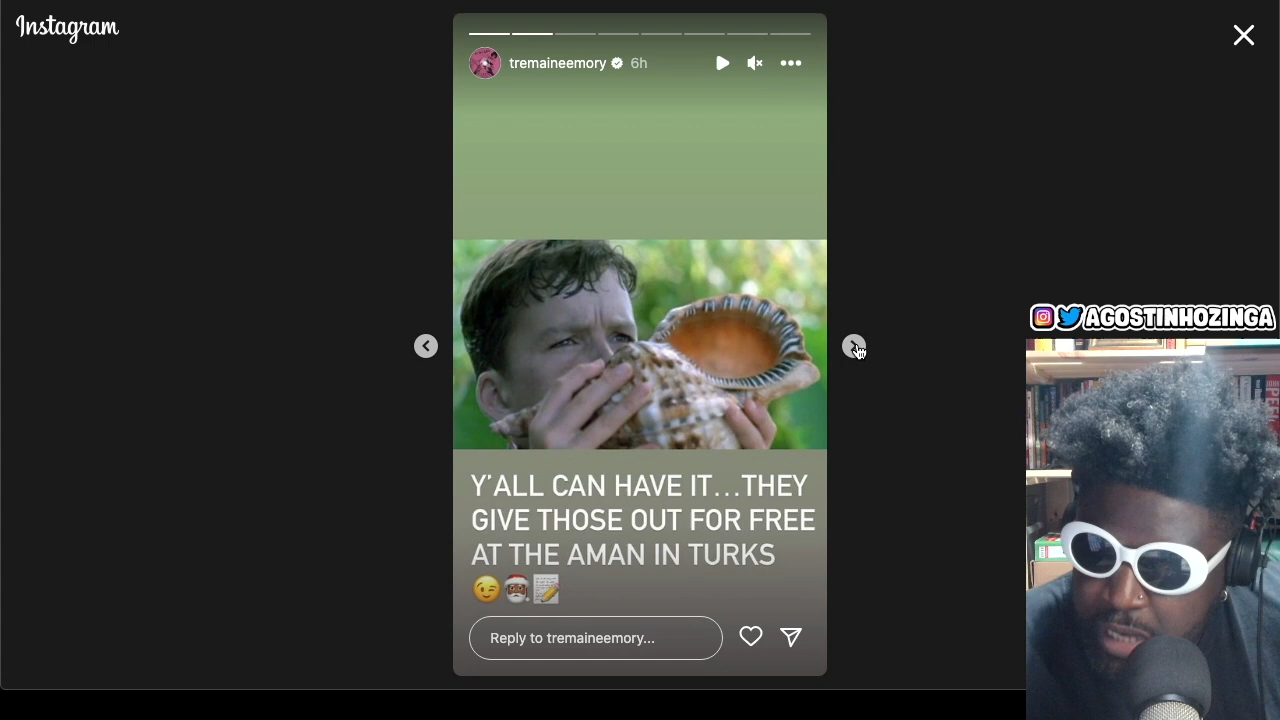 Instagram
tremaineemory 6h
Y'ALL CAN HAVE IT...THEY
GIVE THOSE OUT FOR FREE
AT THE AMAN IN TURKS
Reply to tremaineemory...
AGOSTINHOZINGA